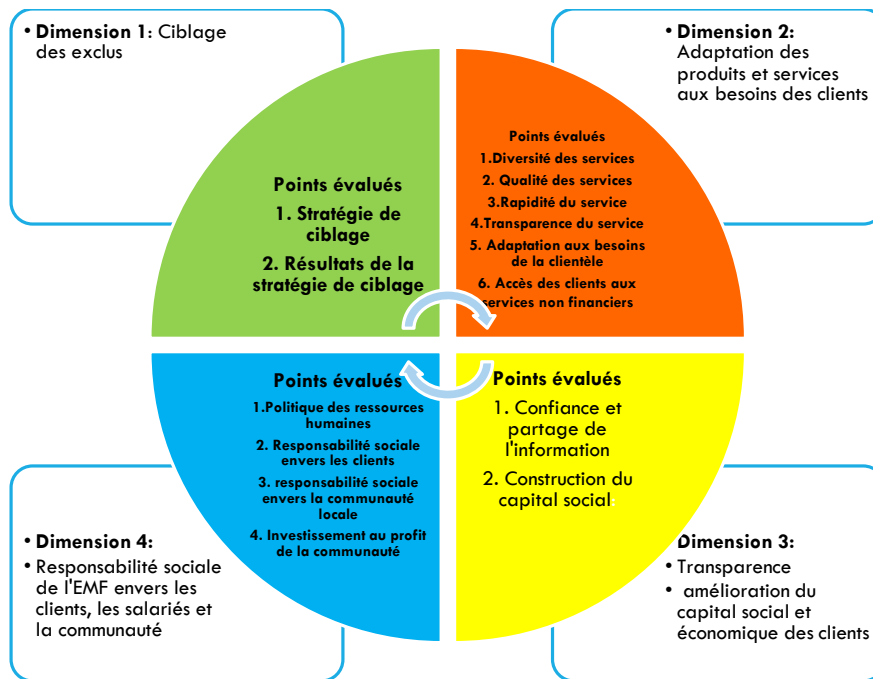 • Dimension 1: Ciblage
des exclus
• Dimension 2:
Adaptation des
produits et services
aux besoins des clients
Points évalués
1. Stratégie de
ciblage
2. Résultats de la
stratégie de ciblage
Points évalués
1.Diversité des services
2. Qualité des services
3.Rapidité du service
4.Transparence du service
5. Adaptation aux besoins
de la clientèle
6. Accès des clients aux
services non financiers
Points évalués
1.Politique des ressources
humaines
2. Responsabilité sociale
envers les clients
3. responsabilité sociale
envers la communauté
locale
4. Investissement au profit
de la communauté
Points évalués
1. Confiance et
partage de
l'information
2. Construction du
capital social
• Dimension 4:
• Responsabilité sociale
de l'EMF envers les
clients, les salariés et
la communauté
• Dimension 3:
• Transparence
• amélioration du
capital social et
économique des clients